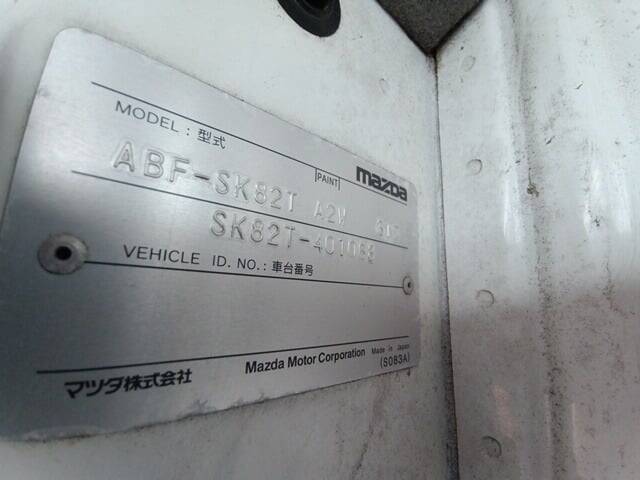 MODEL : 型式
PAINT
mazda
ABF-SK82T A2W
SK82T-401068
VEHICLE ID. NO. : 車台番号
マツダ株式会社
Mazda Motor Corporation
Made in Japan
(S083A)